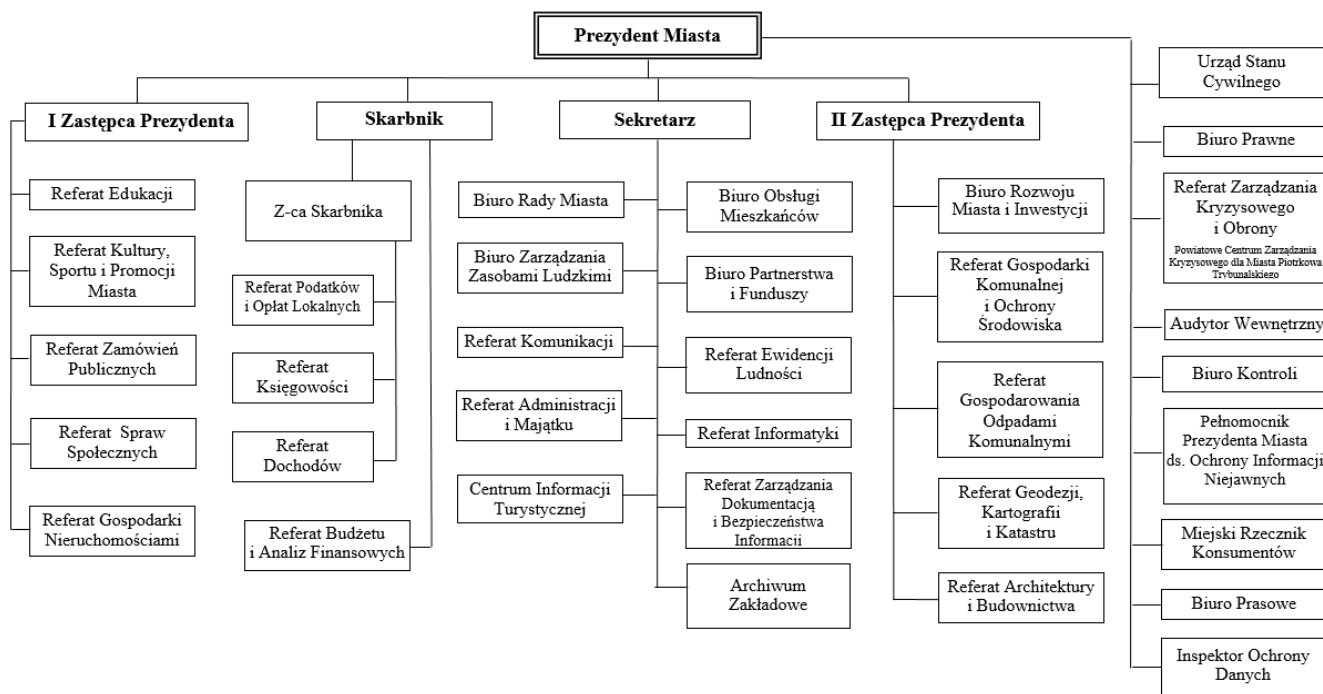 Prezydent Miasta
I Zastępca Prezydenta
Skarbnik
Sekretarz
II Zastępca Prezydenta
Referat Edukacji
Referat Kultury,
Sportu i Promocji
Miasta
Referat Zamówień
Publicznych
Referat Spraw
Społecznych
Referat Gospodarki
Nieruchomościami
Z-ca Skarbnika
Referat Podatków
i Opłat Lokalnych
Referat
Księgowości
Referat
Dochodów
Referat Budżetu
i Analiz Finansowych
Biuro Rady Miasta
Biuro Zarządzania
Zasobami Ludzkimi
Referat Komunikacji
Referat Administracji
i Majątku
Centrum Informacji
Turystycznej
Biuro Obsługi
Mieszkańców
Biuro Partnerstwa
i Funduszy
Referat Ewidencji
Ludności
Referat Informatyki
Referat Zarządzania
Dokumentacją
i Bezpieczeństwa
Informacji
Archiwum
Zakładowe
Biuro Rozwoju
Miasta i Inwestycji
Referat Gospodarki
Komunalnej
i Ochrony
Środowiska
Referat
Gospodarowania
Odpadami
Komunalnymi
Referat Geodezji,
Kartografii
i Katastru
Referat Architektury
i Budownictwa
Urząd Stanu
Cywilnego
Biuro Prawne
Referat Zarządzania
Kryzysowego
i Obrony
Powiatowe Centrum Zarządzania
Kryzysowego dla Miasta Piotrkowa
Trybunalskiego
Audytor Wewnętrzny
Biuro Kontroli
Pełnomocnik
Prezydenta Miasta
ds. Ochrony Informacji
Niejawnych
Miejski Rzecznik
Konsumentów
Biuro Prasowe
Inspektor Ochrony
Danych